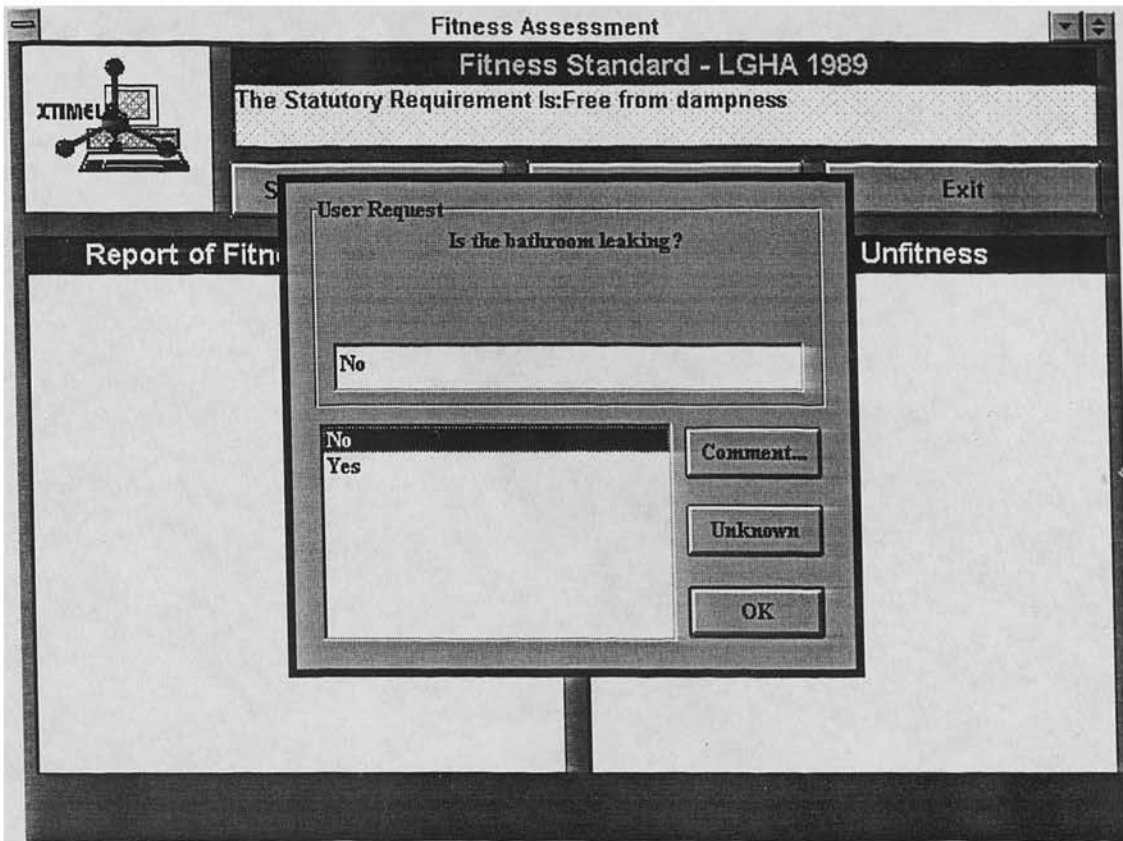 Fitness Assessment
Fitness Standard - LGHA 1989
XTIMEL
The Statutory Requirement Is:Free from dampness
S
Exit
Report of Fitn
Unfitness
User Request
Is the bathroom leaking?
No
No
Yes
Comment...
Unknown
OK